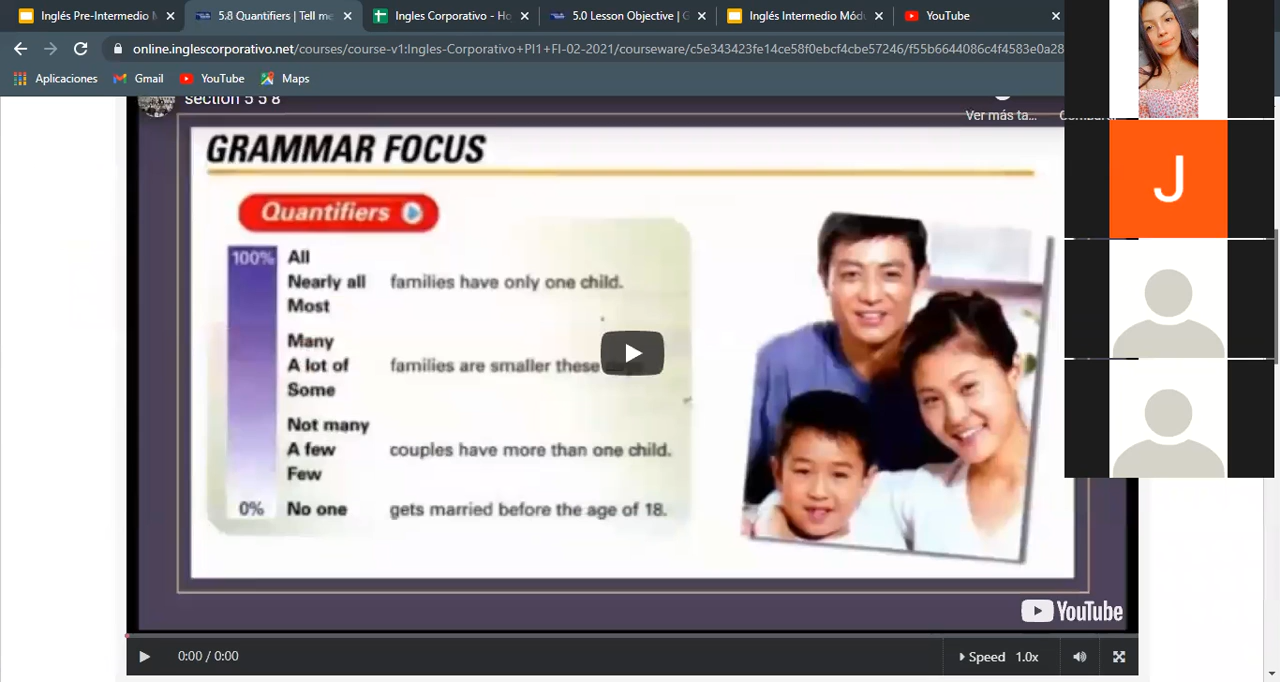 Inglés Pre-Intermedio
5.8 Quantifiers | Tell me
Ingles Corporativo - Ho
5.0 Lesson Objective |
Inglés Intermedio Módu
YouTube
online.inglescorporativo.net/courses/course-v1:Ingles-Corporativo+PI1+FI-02-2021/courseware/c5e343423fe14ce58f0ebcf4cbe57246/f55b6644086c4f4583e0a28
Aplicaciones
Gmail
YouTube
Maps
section 5 5 8
Ver más ta...
GRAMMAR FOCUS
Quantifiers
100% All
Nearly all families have only one child.
Most
Many
A lot of families are smaller these
Some
Not many
A few couples have more than one child.
Few
0% No one gets married before the age of 18.
J
YouTube
0:00 / 0:00
Speed 1.0x